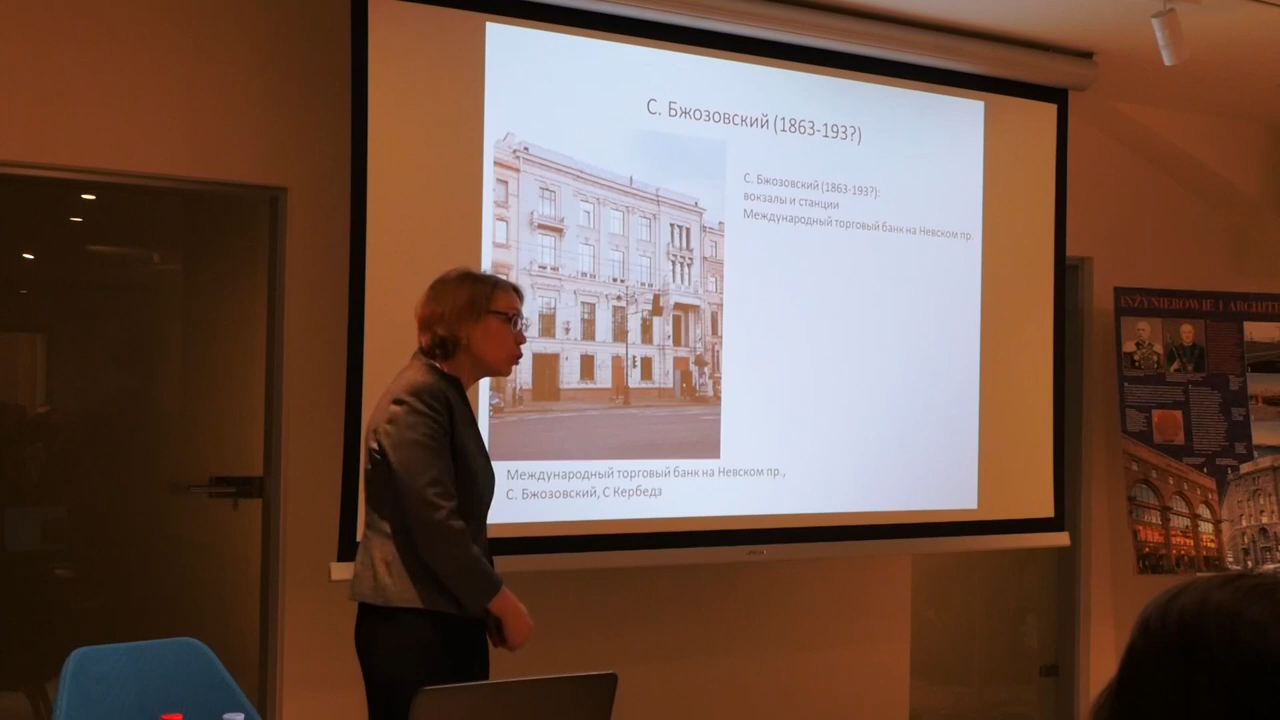 С. Бжозовский (1863-193?)
С. Бжозовский (1863-193?):
вокзалы и станции
Международный торговый банк на Невском пр.
Международный торговый банк на Невском пр.,
С. Бжозовский, С Кербедз
INŻYNIEROWIE I ARCHITE